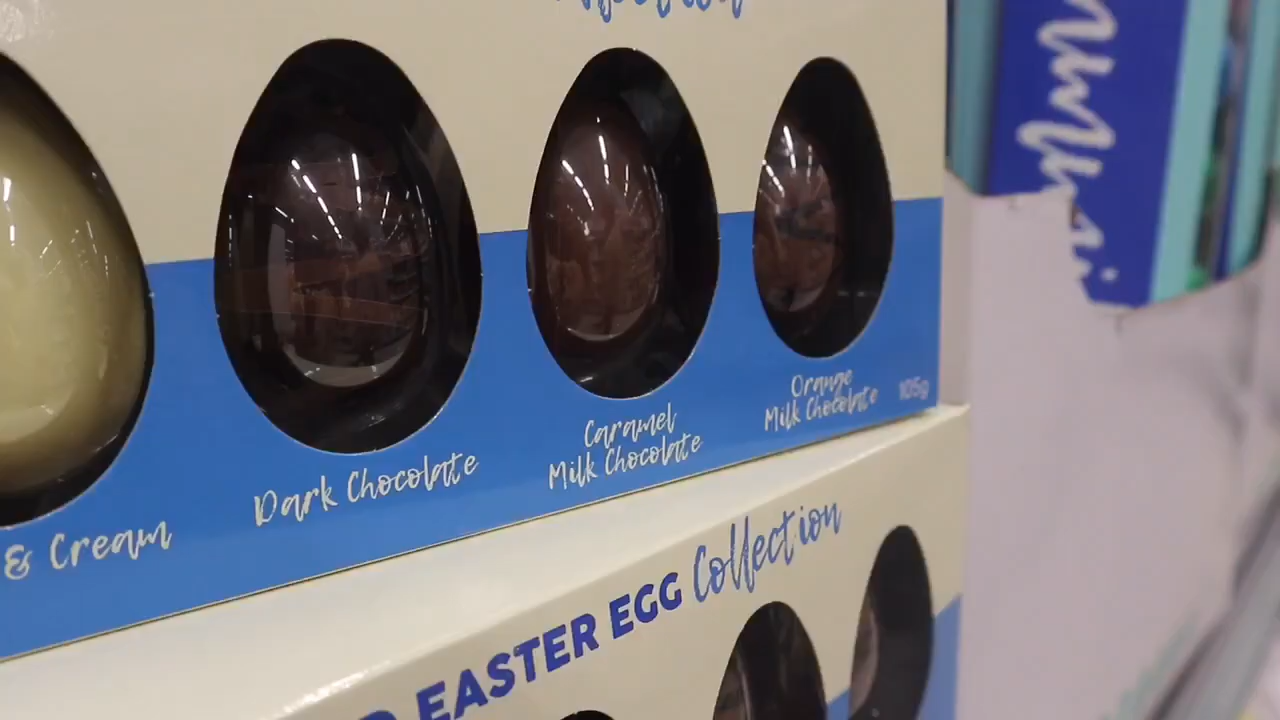 & Cream
Dark Chocolate
Caramel
Milk Chocolate
Orange
Milk Chocolate
105g
EASTER EGG Collection